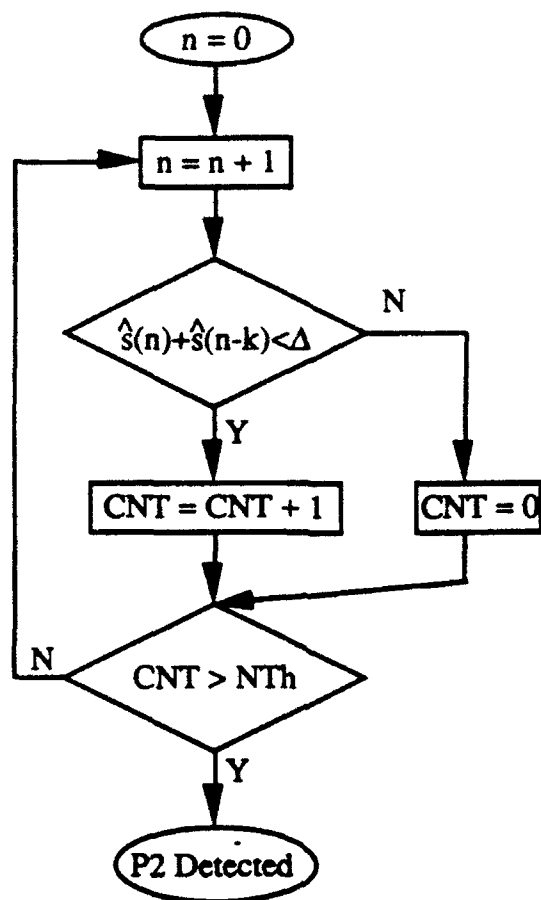 n = 0
n = n + 1
ŝ(n)+ŝ(n-k)<Δ
N
Y
CNT = CNT + 1
CNT = 0
N
CNT > NTh
Y
P2 Detected